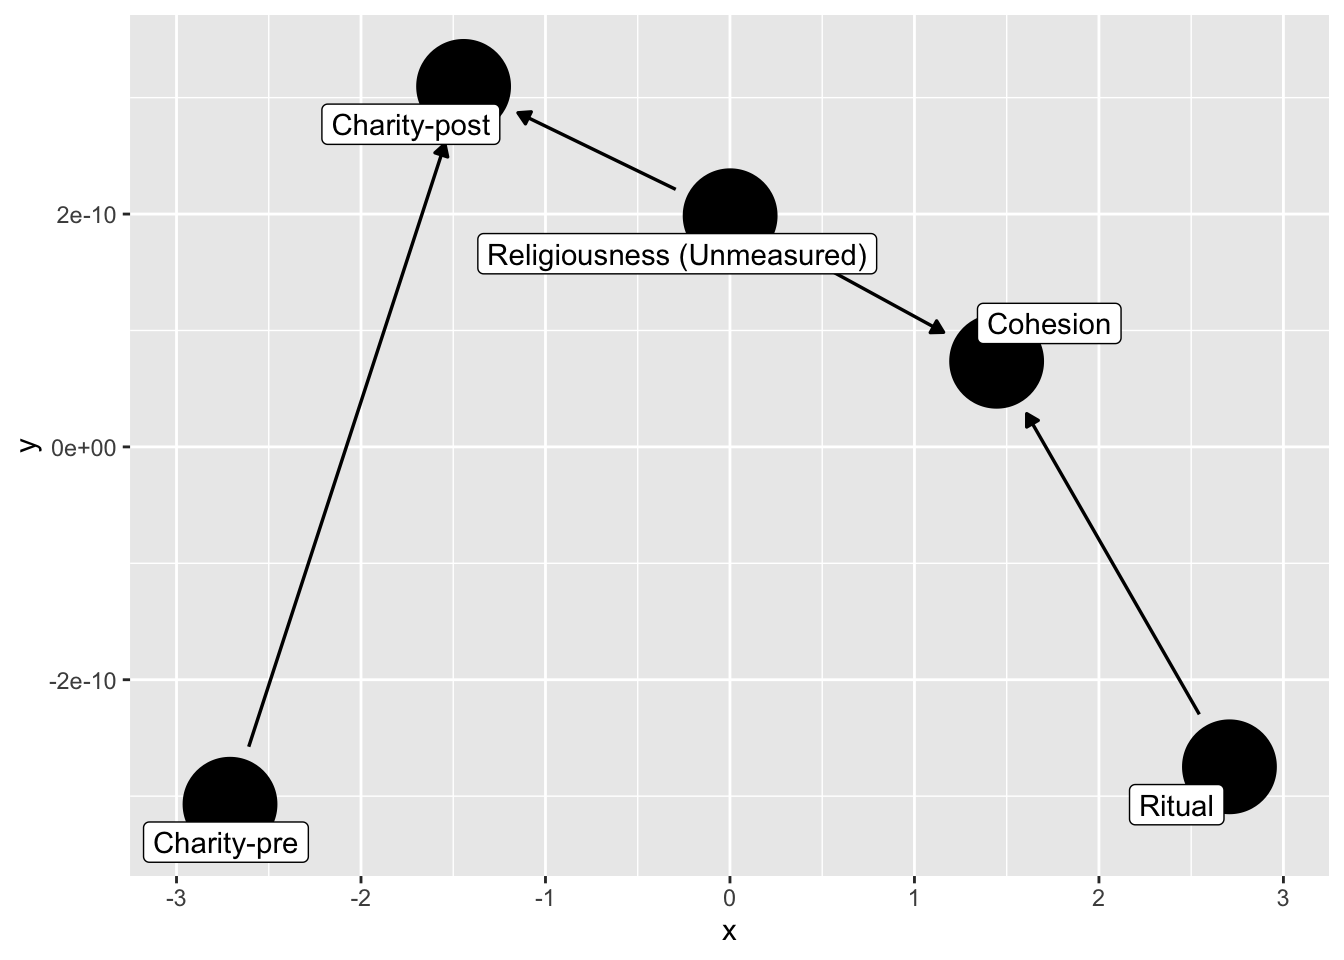 Charity-post
2e-10
Religiousness (Unmeasured)
Cohesion
y
0e+00
-2e-10
Ritual
Charity-pre
-3
-2
-1
0
1
2
3
x